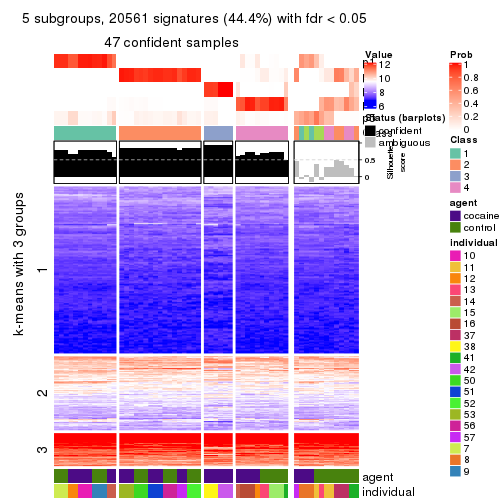 5 subgroups, 20561 signatures (44.4%) with fdr < 0.05
47 confident samples
k-means with 3 groups
1
2
3
Value
12
10
8
6
Status (barplots)
confident
ambiguous
0.5
0
Silhouette
score
Prob
1
0.8
0.6
0.4
0.2
0
Class
1
2
3
4
agent
cocaine
control
individual
10
11
12
13
14
15
16
37
38
41
42
50
51
52
53
56
57
7
8
9
agent
individual